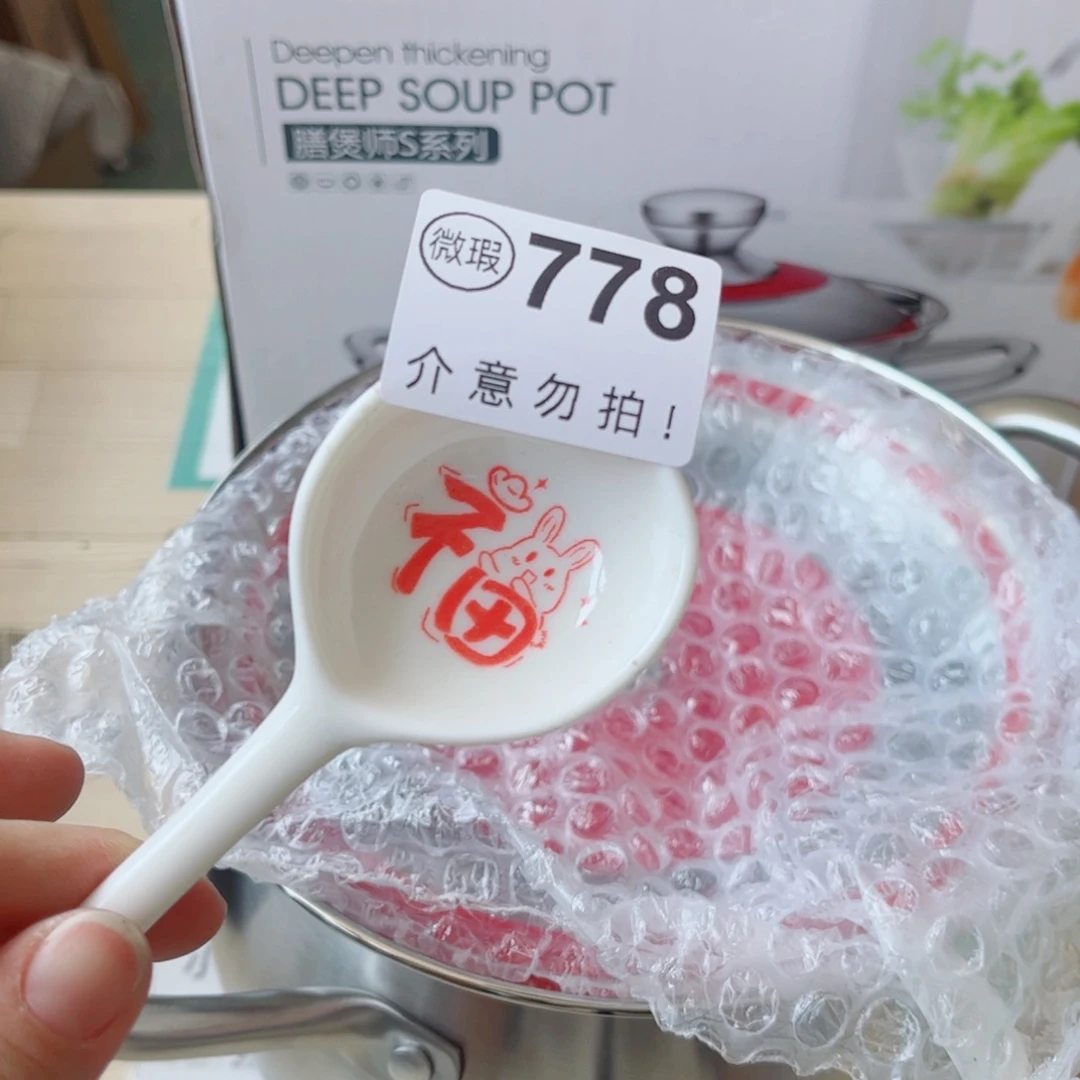 Deepen thickening
DEEP SOUP POT
膳煲师S系列
微瑕 778
介意勿拍!
福